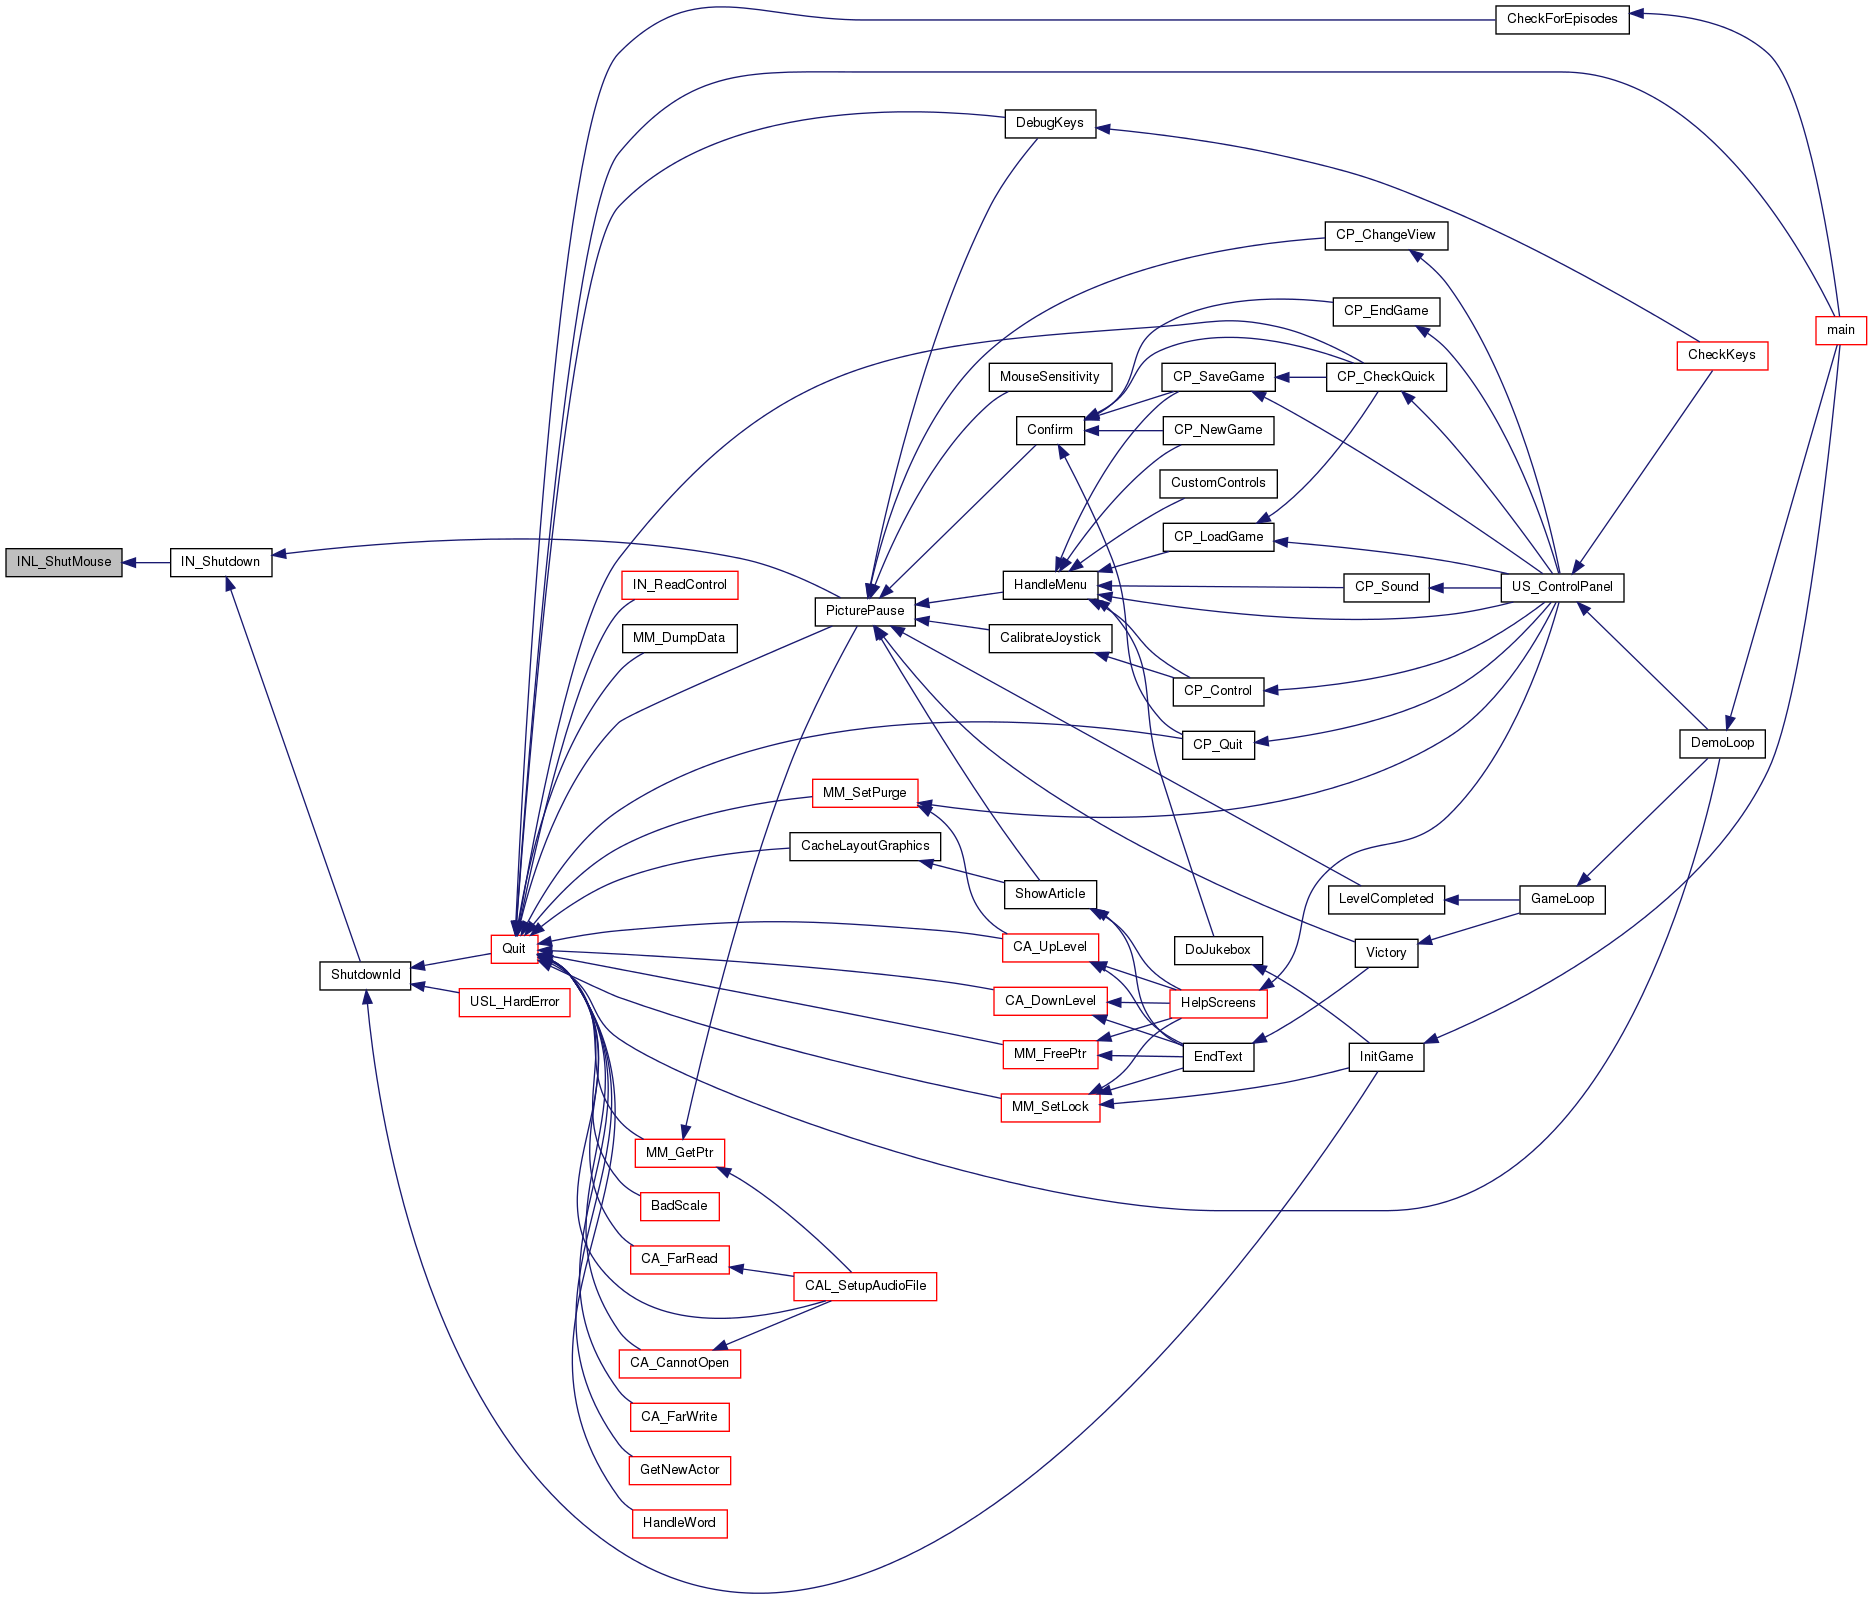 CheckForEpisodes
DebugKeys
CP_ChangeView
CP_EndGame
main
CheckKeys
MouseSensitivity
CP_SaveGame
CP_CheckQuick
Confirm
CP_NewGame
CustomControls
CP_LoadGame
INL_ShutMouse
IN_Shutdown
IN_ReadControl
HandleMenu
CP_Sound
US_ControlPanel
PicturePause
MM_DumpData
CalibrateJoystick
CP_Control
CP_Quit
DemoLoop
MM_SetPurge
CacheLayoutGraphics
ShowArticle
LevelCompleted
GameLoop
Quit
CA_UpLevel
DoJukebox
Victory
ShutdownId
USL_HardError
CA_DownLevel
HelpScreens
MM_FreePtr
EndText
InitGame
MM_SetLock
MM_GetPtr
BadScale
CA_FarRead
CAL_SetupAudioFile
CA_CannotOpen
CA_FarWrite
GetNewActor
HandleWord